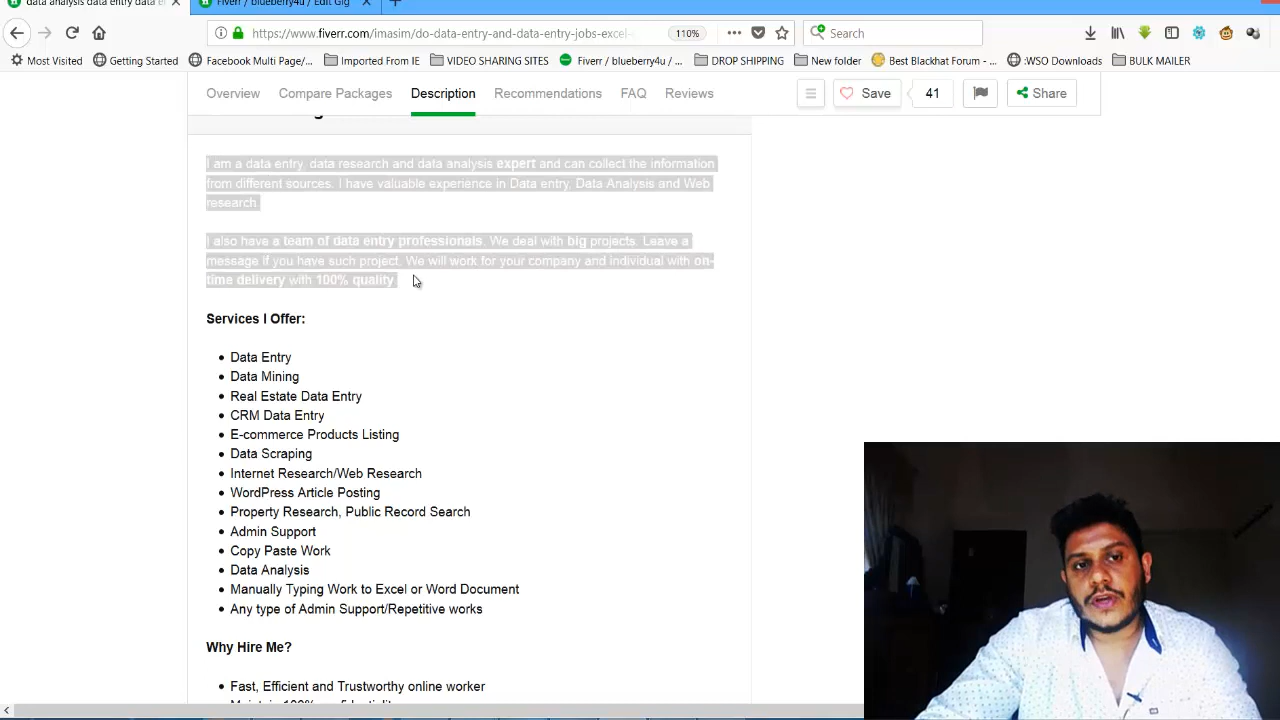 data analysis data entry data e
Fiverr / blueberry4u / Edit Gig
https://www.fiverr.com/imasim/do-data-entry-and-data-entry-jobs-excel-
110%
Search
Most Visited
Getting Started
Facebook Multi Page/...
Imported From IE
VIDEO SHARING SITES
Fiverr / blueberry4u / ...
DROP SHIPPING
New folder
Best Blackhat Forum - ...
:WSO Downloads
BULK MAILER
Overview
Compare Packages
Description
Recommendations
FAQ
Reviews
Save
41
Share
I am a data entry, data research and data analysis expert and can collect the information
from different sources. I have valuable experience in Data entry, Data Analysis and Web
research.
I also have a team of data entry professionals. We deal with big projects. Leave a
message if you have such project. We will work for your company and individual with on-
time delivery with 100% quality.
Services I Offer:
Data Entry
Data Mining
Real Estate Data Entry
CRM Data Entry
E-commerce Products Listing
Data Scraping
Internet Research/Web Research
WordPress Article Posting
Property Research, Public Record Search
Admin Support
Copy Paste Work
Data Analysis
Manually Typing Work to Excel or Word Document
Any type of Admin Support/Repetitive works
Why Hire Me?
Fast, Efficient and Trustworthy online worker